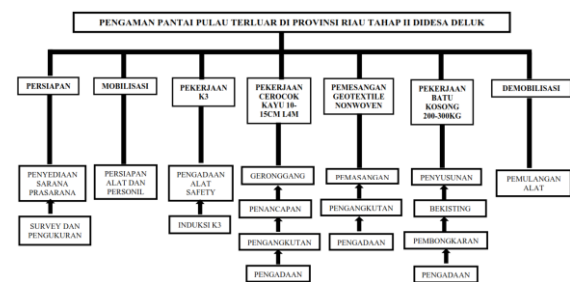 PENGAMAN PANTAI PULAU TERLUAR DI PROVINSI RIAU TAHAP II DIDESA DELUK
PERSIAPAN
MOBILISASI
PEKERJAAN
K3
PEKERJAAN
CEROCOK
KAYU 10-
15CM L4M
PEMESANGAN
GEOTEXTILE
NONWOVEN
PEKERJAAN
BATU
KOSONG
200-300KG
DEMOBILISASI
PENYEDIAAN
SARANA
PRASARANA
PERSIAPAN
ALAT DAN
PERSONIL
PENGADAAN
ALAT
SAFETY
GERONGGANG
PEMASANGAN
PENYUSUNAN
PEMULANGAN
ALAT
SURVEY DAN
PENGUKURAN
INDUKSI K3
PENANCAPAN
PENGANGKUTAN
BEKISTING
PENGANGKUTAN
PENGADAAN
PEMBONGKARAN
PENGADAAN
PENGADAAN